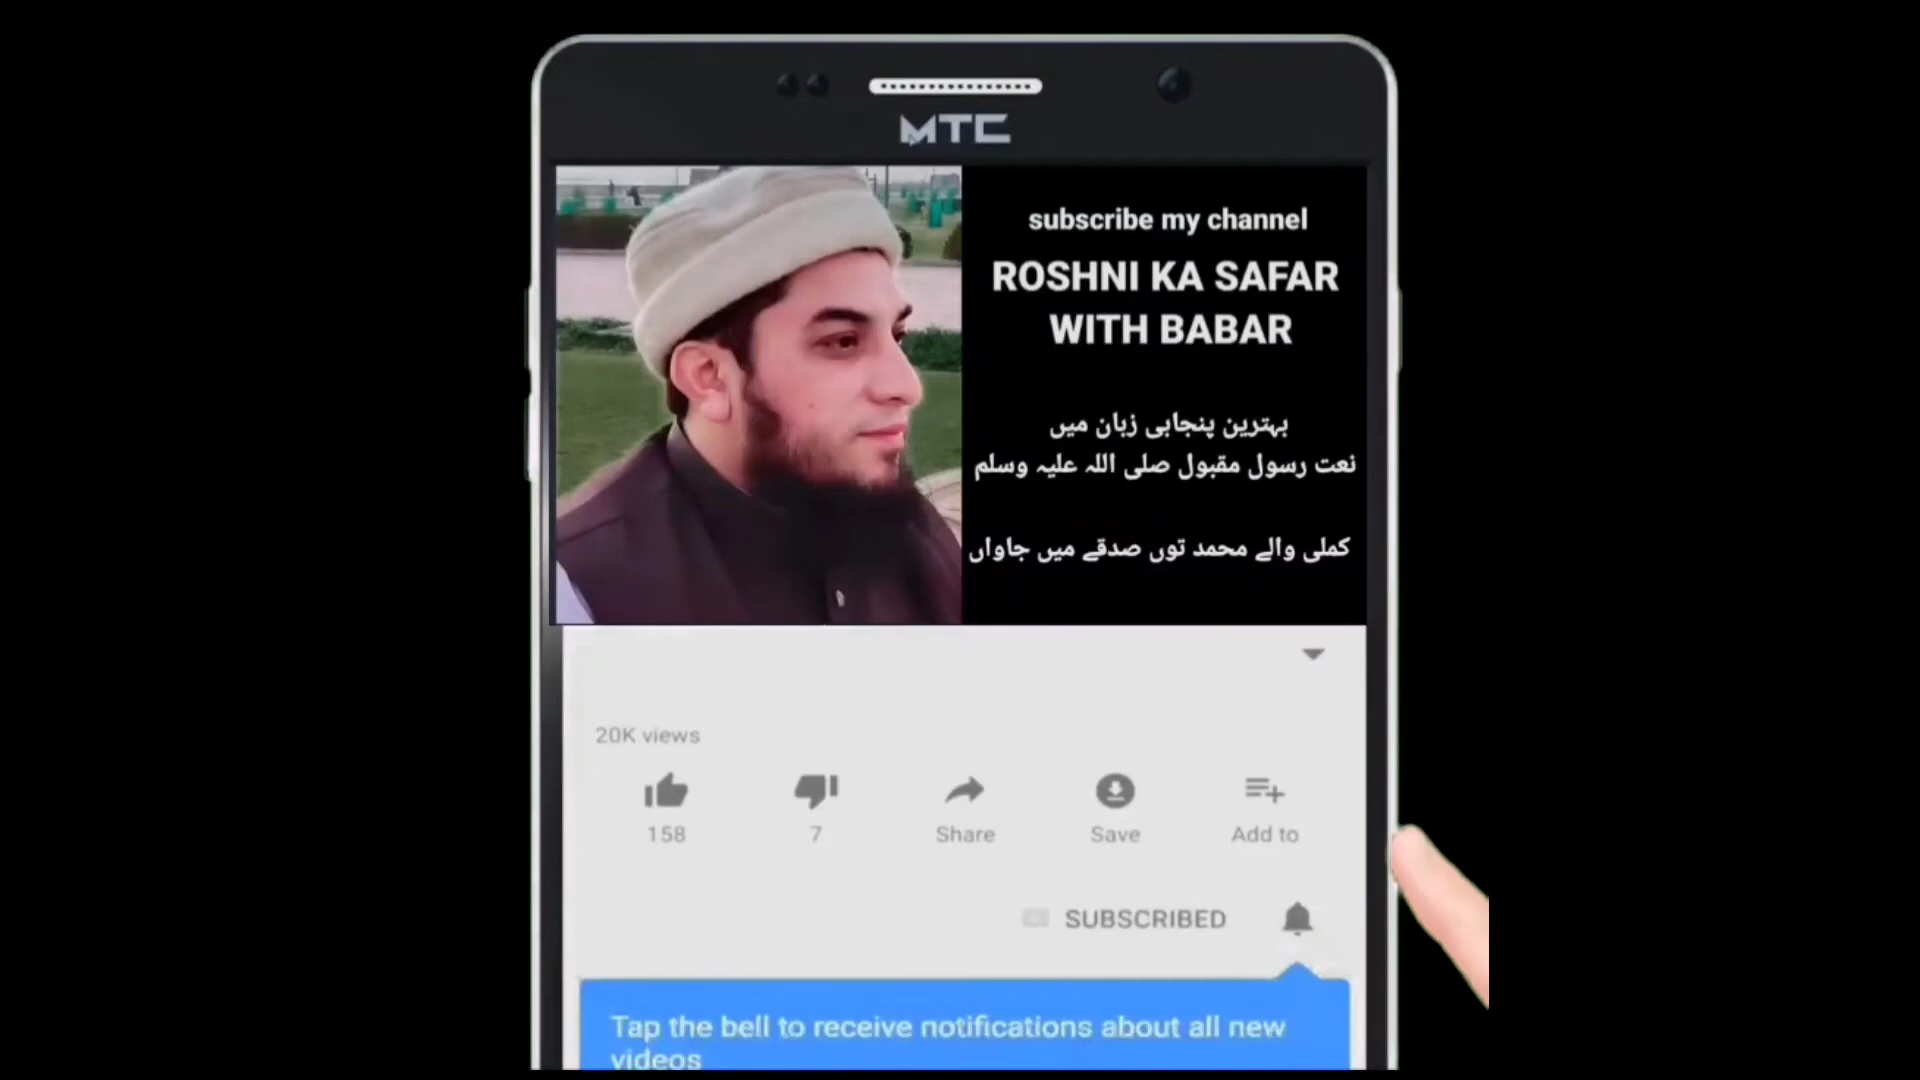 MTC
subscribe my channel
ROSHNI KA SAFAR
WITH BABAR
بہترین پنجابی زبان میں
نعت رسول مقبول صلی اللہ علیہ وسلم
کملی والے محمد توں صدقے میں جاواں
20K views
158
7
Share
Save
Add to
SUBSCRIBED
Tap the bell to receive notifications about all new
videos